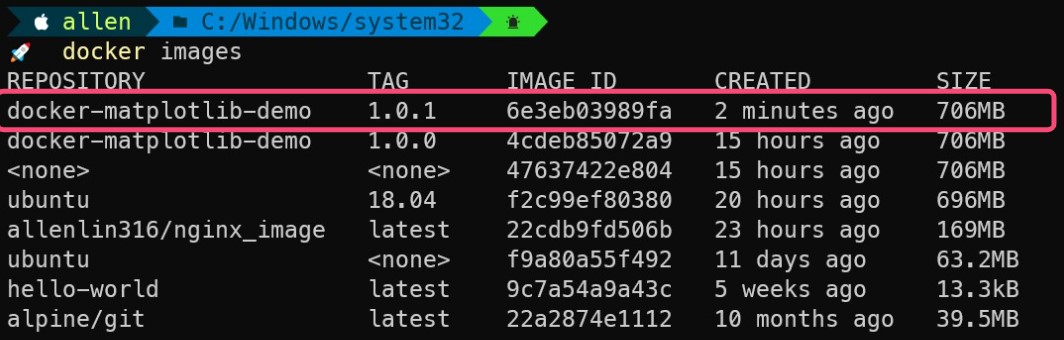 allen C:/Windows/system32
docker images
REPOSITORY TAG IMAGE ID CREATED SIZE
docker-matplotlib-demo 1.0.1 6e3eb03989fa 2 minutes ago 706MB
docker-matplotlib-demo 1.0.0 4cdeb85072a9 15 hours ago 706MB
<none> <none> 47637422e804 15 hours ago 706MB
ubuntu 18.04 f2c99ef80380 20 hours ago 696MB
allenlin316/nginx_image latest 22cdb9fd506b 23 hours ago 169MB
ubuntu <none> f9a80a55f492 11 days ago 63.2MB
hello-world latest 9c7a54a9a43c 5 weeks ago 13.3kB
alpine/git latest 22a2874e1112 10 months ago 39.5MB